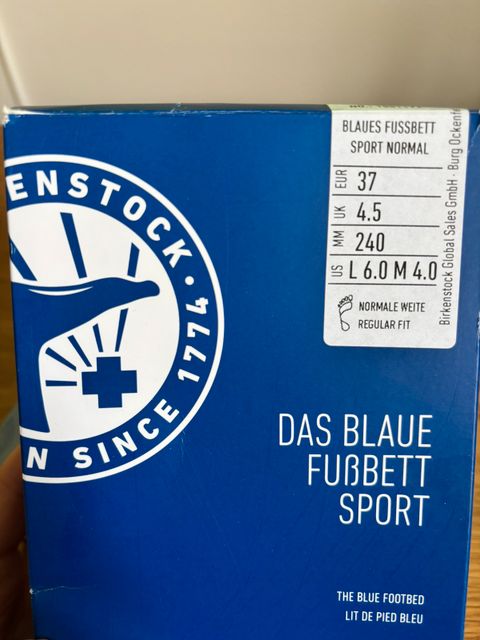 BLAUES FUSSBETT
SPORT NORMAL
EUR 37
UK 4.5
MM 240
US L 6.0 M 4.0
NORMALE WEITE
REGULAR FIT
Birkenstock Global Sales GmbH · Burg Ockenf
ENSTOCK · 
N SINCE 1774
DAS BLAUE
FUßBETT
SPORT
THE BLUE FOOTBED
LIT DE PIED BLEU